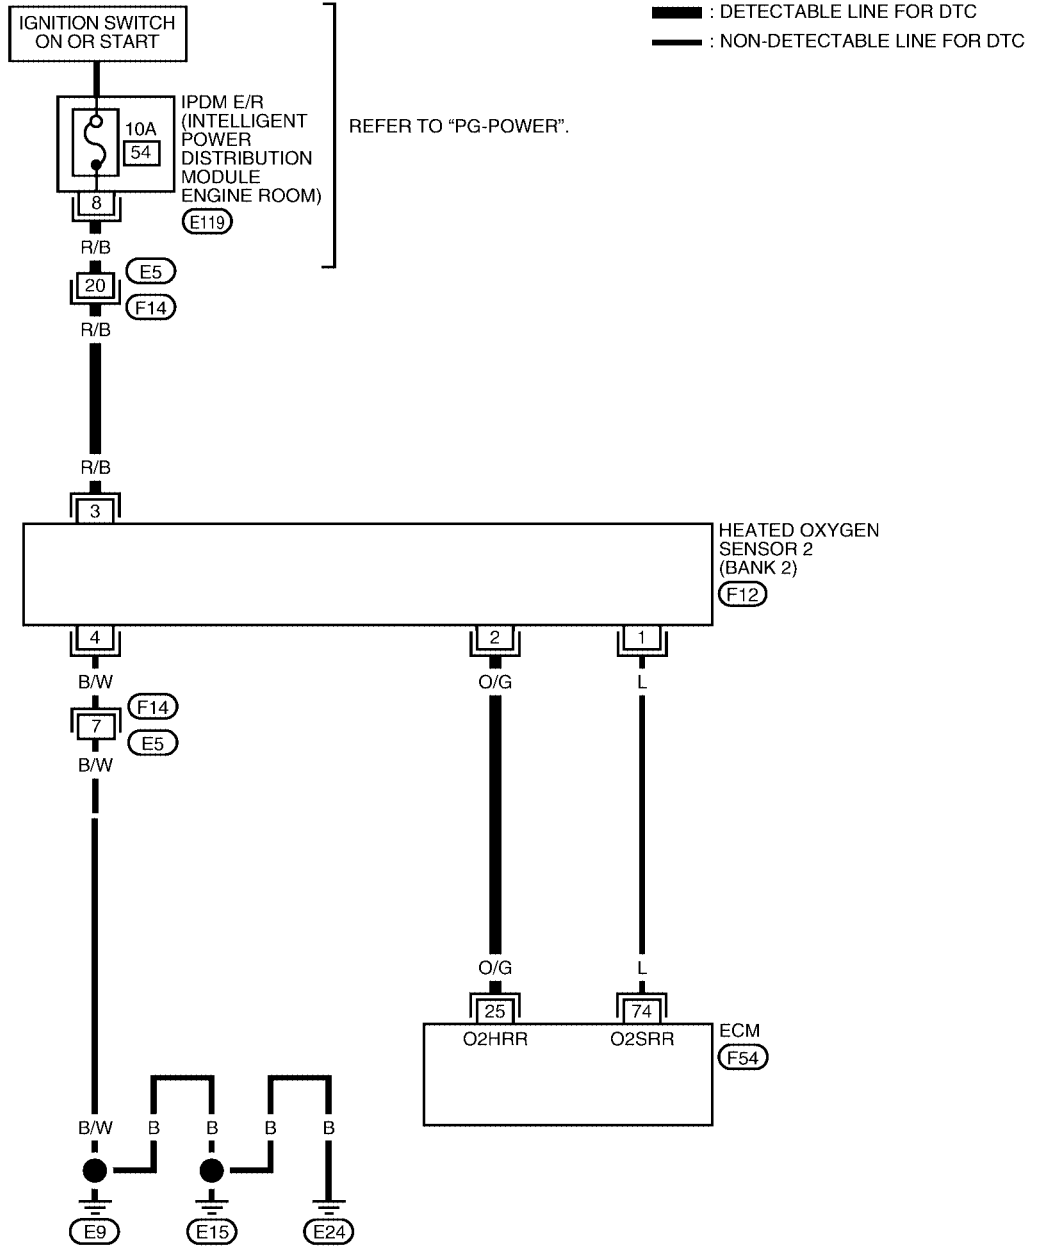 IGNITION SWITCH
ON OR START
: DETECTABLE LINE FOR DTC
: NON-DETECTABLE LINE FOR DTC
IPDM E/R
(INTELLIGENT
POWER
DISTRIBUTION
MODULE
ENGINE ROOM)
E119
10A
54
REFER TO “PG-POWER”.
8
R/B
E5
20
F14
R/B
R/B
3
HEATED OXYGEN
SENSOR 2
(BANK 2)
F12
4
2
1
B/W
O/G
L
F14
7
E5
B/W
O/G
L
25
74
O2HRR
O2SRR
ECM
F54
B/W
B
B
B
B
E9
E15
E24